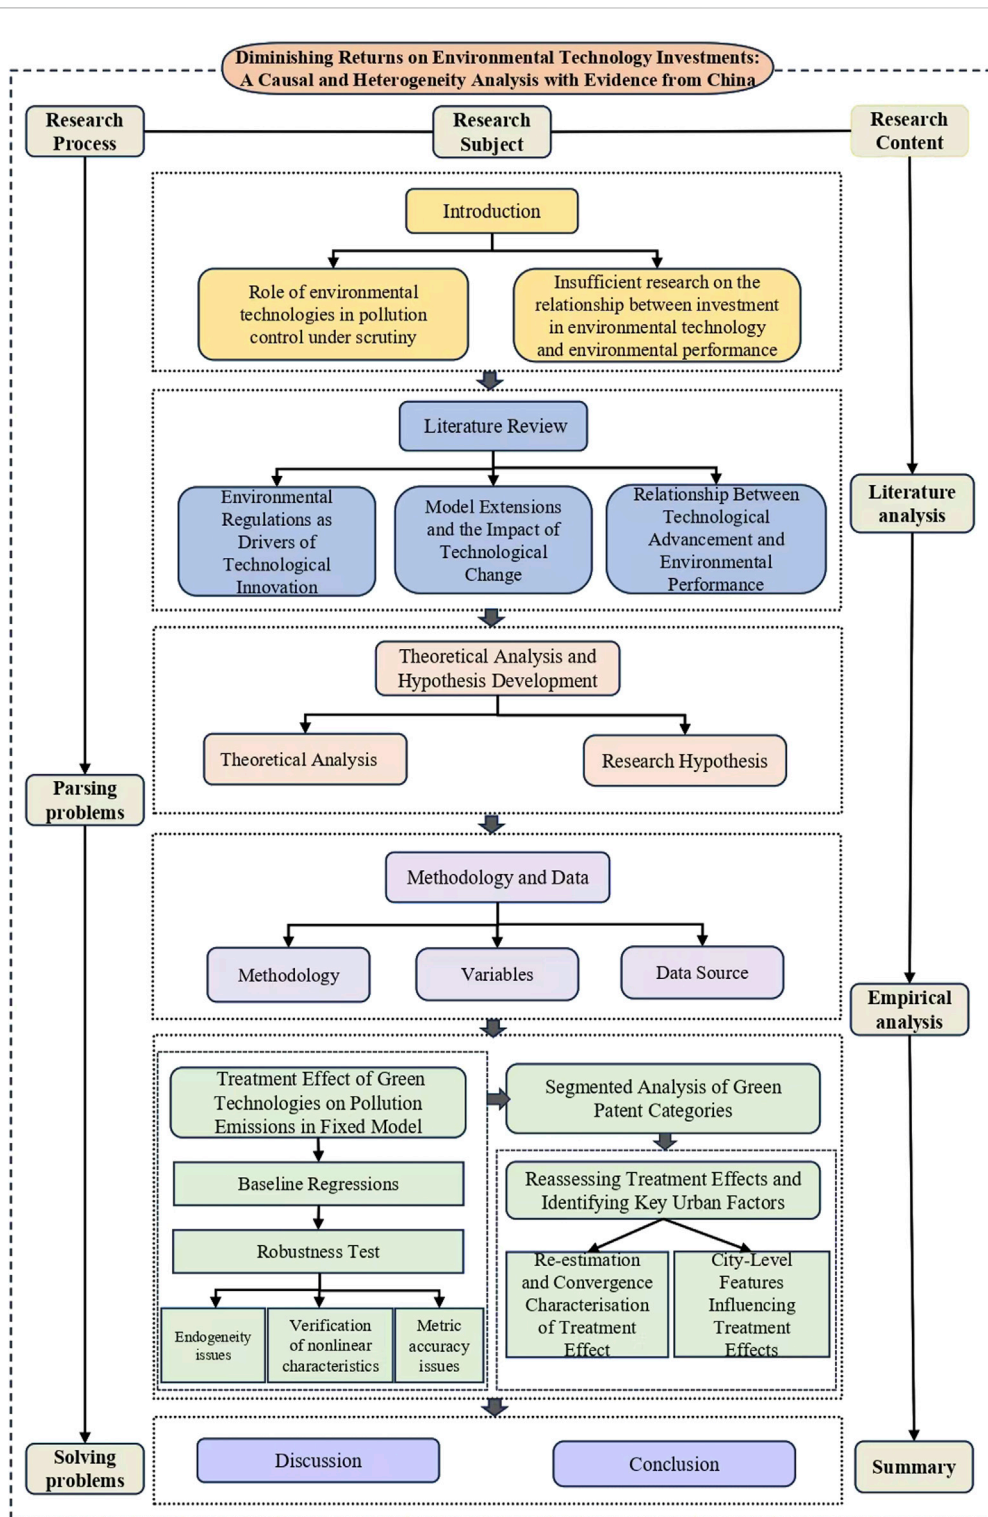 Diminishing Returns on Environmental Technology Investments:
A Causal and Heterogeneity Analysis with Evidence from China
Research
Process
Research
Subject
Research
Content
Introduction
Role of environmental
technologies in pollution
control under scrutiny
Insufficient research on the
relationship between investment
in environmental technology
and environmental performance
Literature Review
Environmental
Regulations as
Drivers of
Technological
Innovation
Model Extensions
and the Impact of
Technological
Change
Relationship Between
Technological
Advancement and
Environmental
Performance
Literature
analysis
Theoretical Analysis and
Hypothesis Development
Theoretical Analysis
Research Hypothesis
Parsing
problems
Methodology and Data
Methodology
Variables
Data Source
Empirical
analysis
Treatment Effect of Green
Technologies on Pollution
Emissions in Fixed Model
Baseline Regressions
Robustness Test
Endogeneity
issues
Verification
of nonlinear
characteristics
Metric
accuracy
issues
Segmented Analysis of Green
Patent Categories
Reassessing Treatment Effects and
Identifying Key Urban Factors
Re-estimation
and Convergence
Characterisation
of Treatment
Effect
City-Level
Features
Influencing
Treatment
Effects
Solving
problems
Discussion
Conclusion
Summary